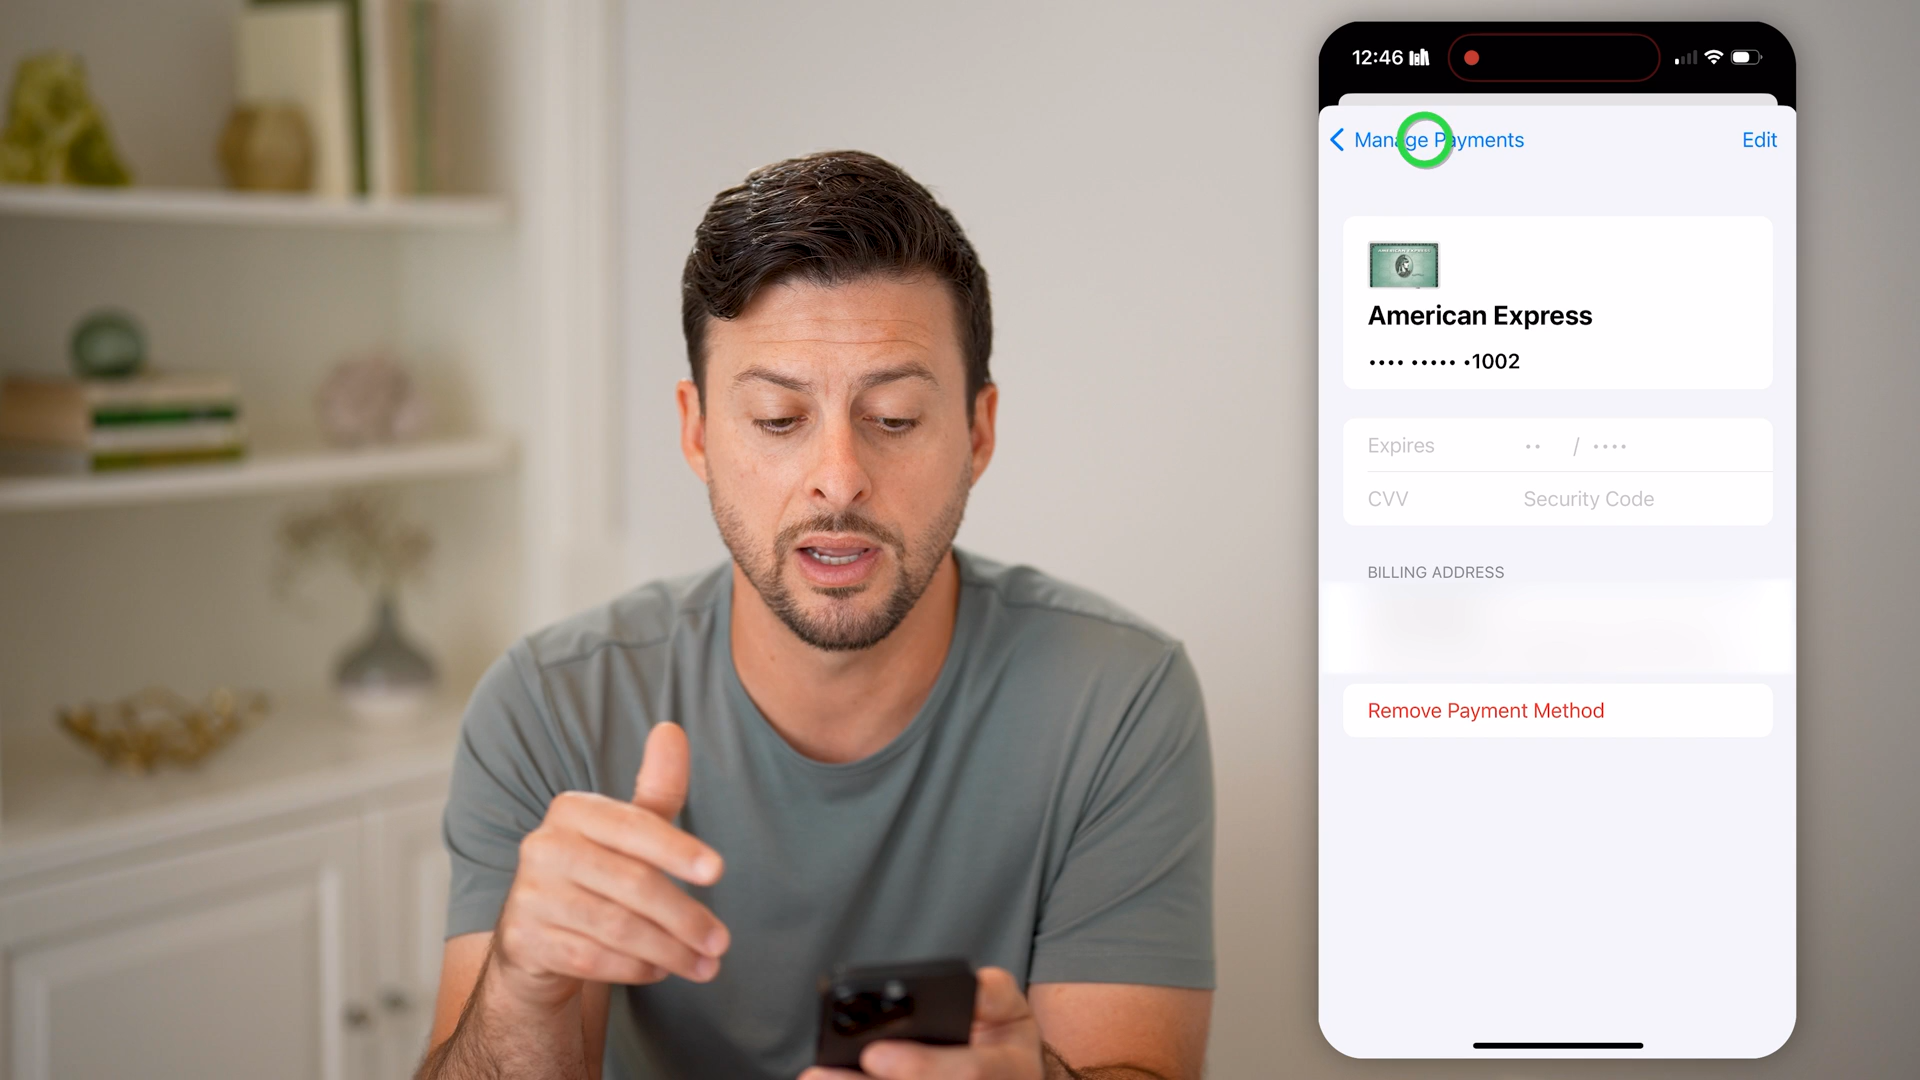 12:46
Manage Payments
Edit
American Express
•••• ••••• •1002
Expires •• / ••••
CVV Security Code
BILLING ADDRESS
Remove Payment Method